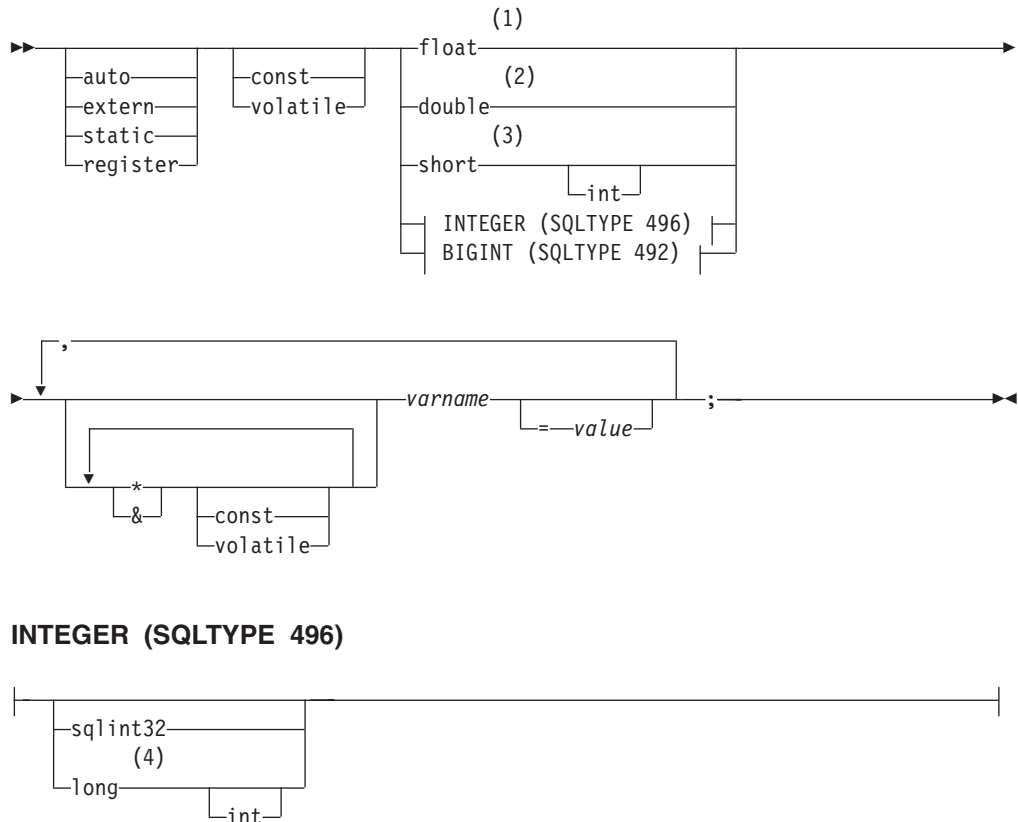 (1)
float
auto const (2)
extern volatile double
static (3)
register short
int
INTEGER (SQLTYPE 496)
BIGINT (SQLTYPE 492)
,
varname ;
= value
*
& const
volatile
INTEGER (SQLTYPE 496)
sqlint32
(4)
long
int